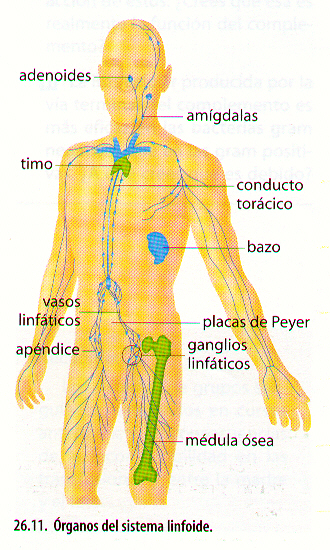 adenoides
amígdalas
timo
conducto
torácico
bazo
vasos
linfáticos
placas de Peyer
apéndice
ganglios
linfáticos
médula ósea
26.11. Órganos del sistema linfoide.